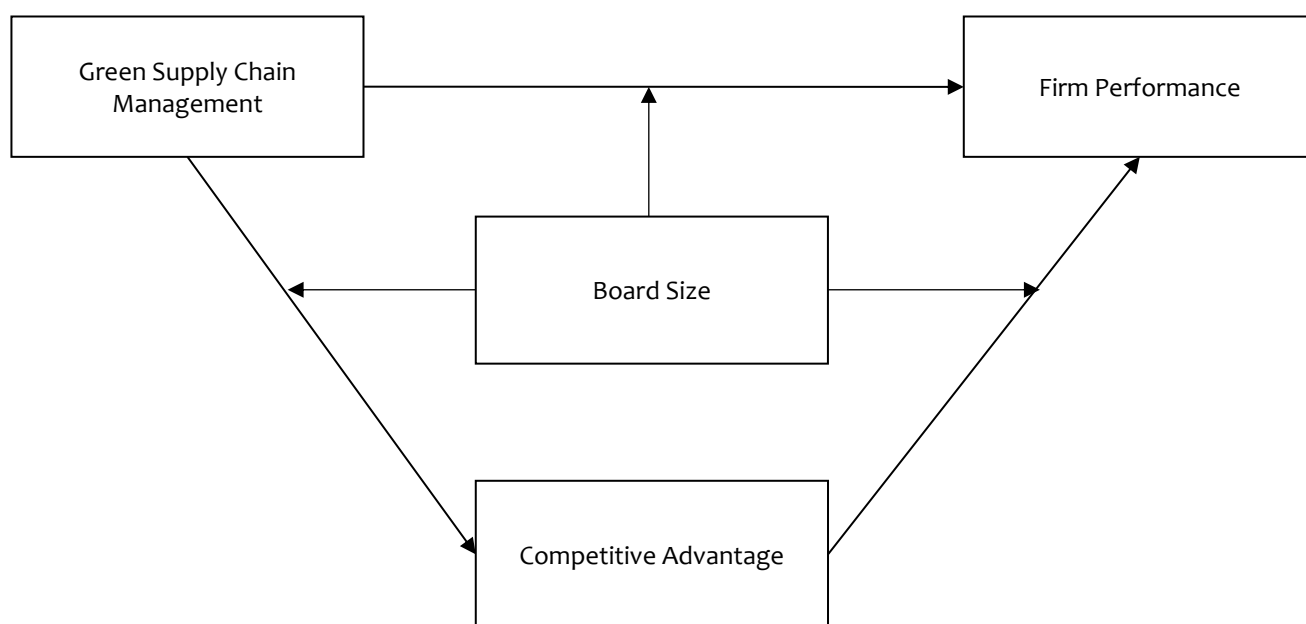 Green Supply Chain
Management
Firm Performance
Board Size
Competitive Advantage